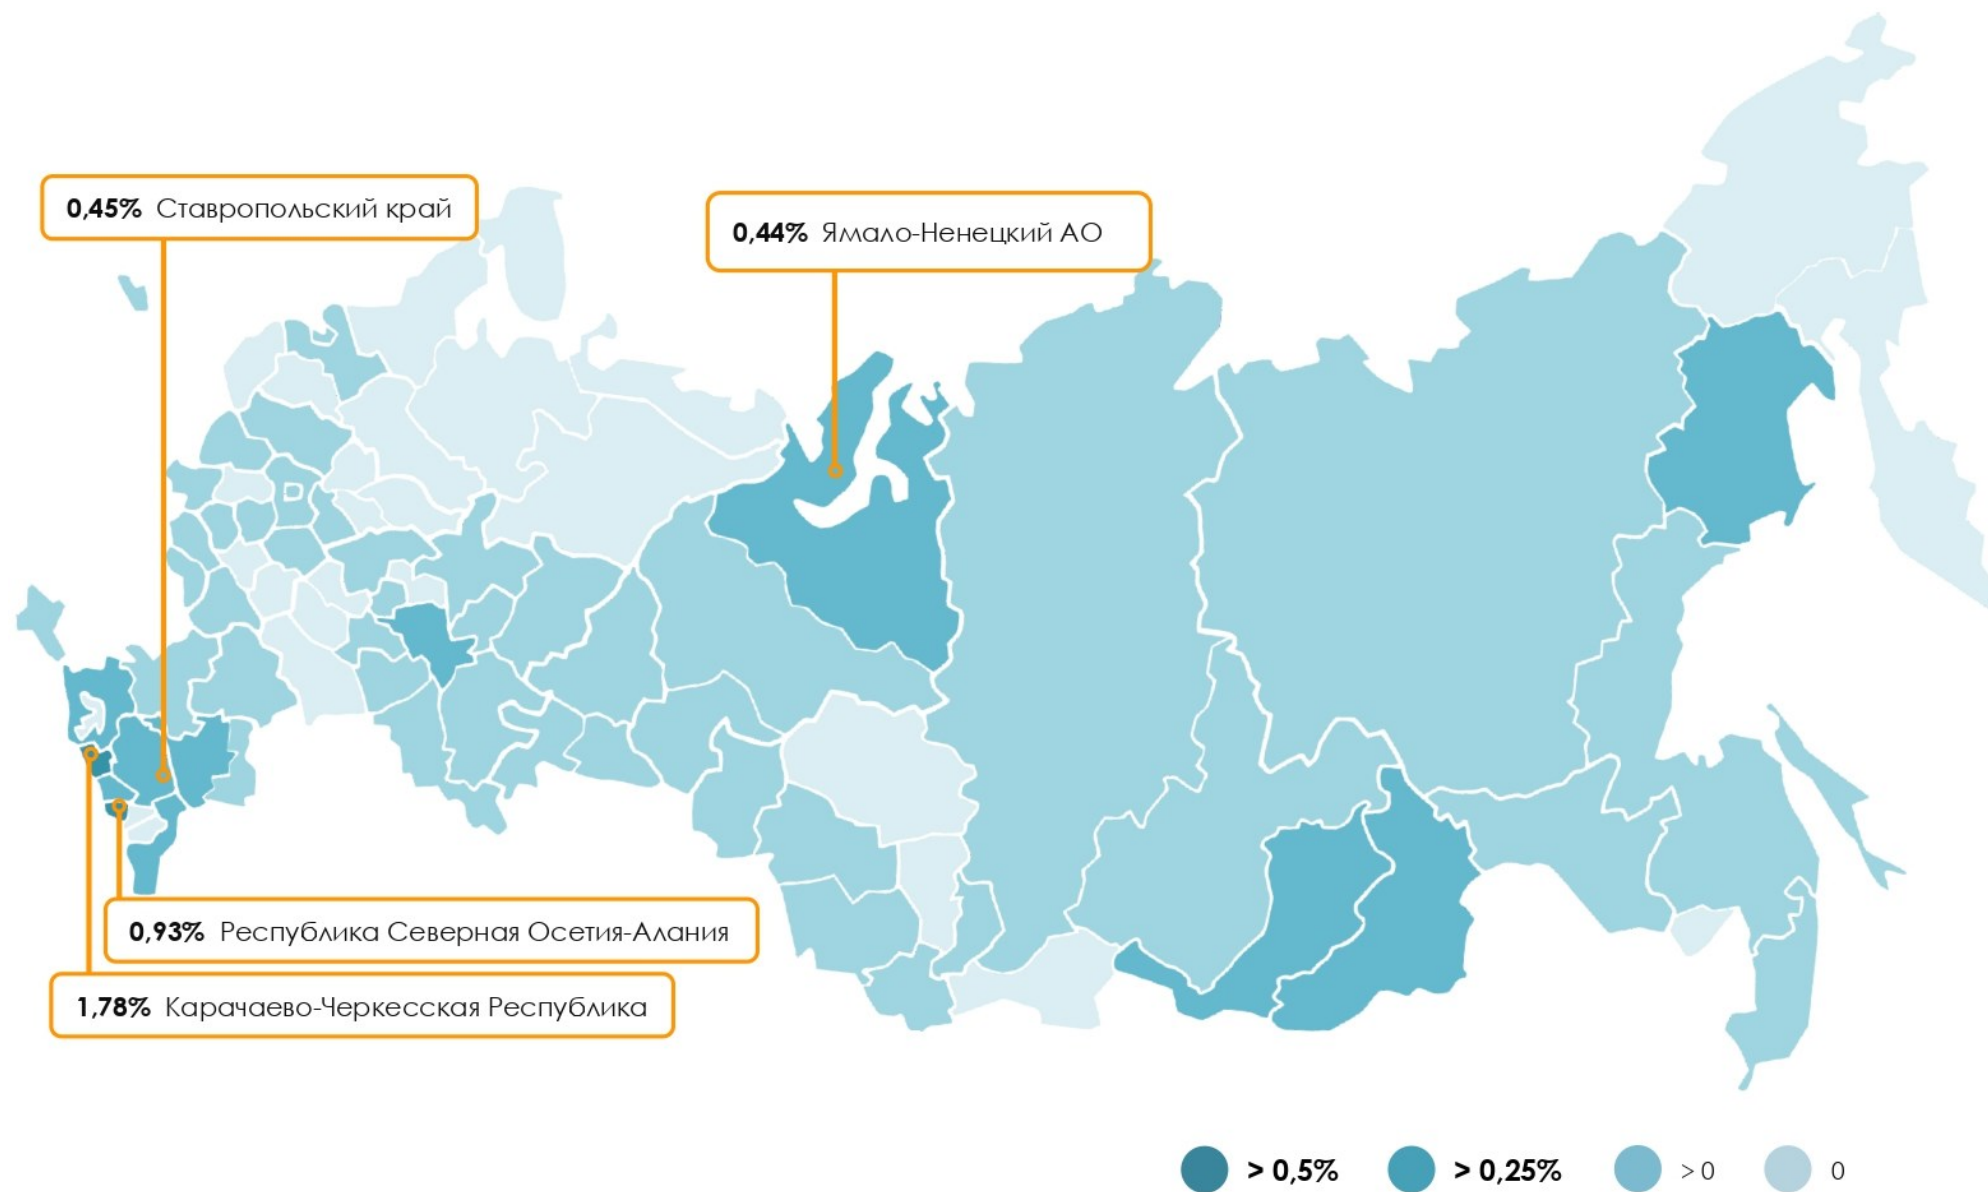 0,45% Ставропольский край
0,44% Ямало-Ненецкий АО
0,93% Республика Северная Осетия-Алания
1,78% Карачаево-Черкесская Республика
> 0,5% > 0,25% > 0 0